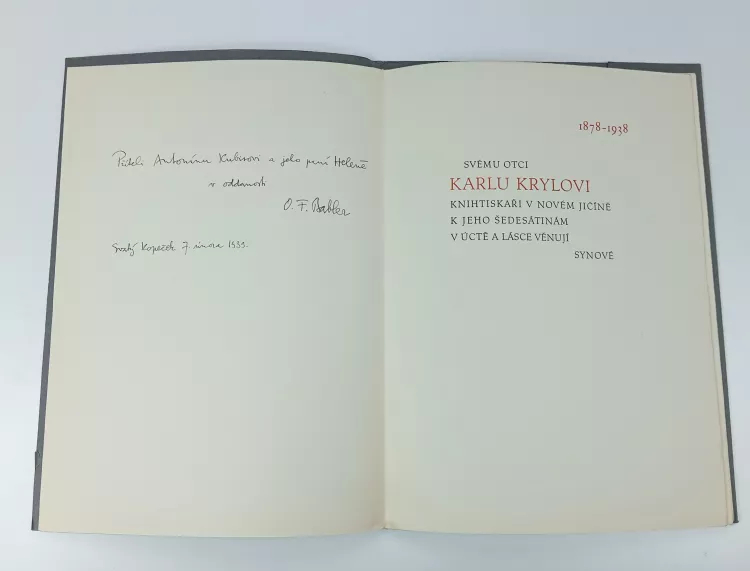 Příteli Antonínu Kubisovi a jeho paní Heleně
v oddanosti
O. F. Babler
Svatý Kopeček 7. února 1939.
1878-1938
SVÉMU OTCI
KARLU KRYLOVI
KNIHTISKAŘI V NOVÉM JIČÍNĚ
K JEHO ŠEDESÁTINÁM
V ÚCTĚ A LÁSCE VĚNUJÍ
SYNOVÉ